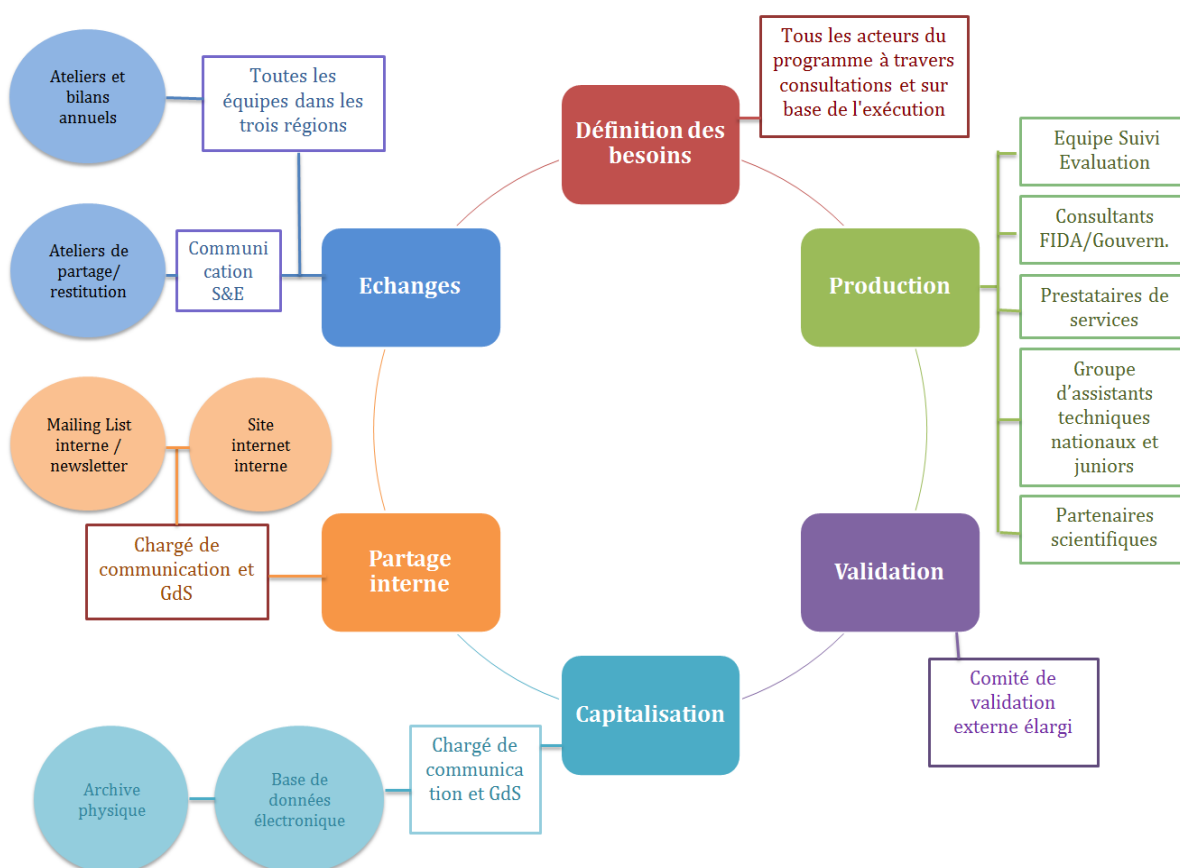 Ateliers et
bilans
annuels
Toutes les
équipes dans les
trois régions
Tous les acteurs du
programme à travers
consultations et sur
base de l'exécution
Définition des
besoins
Equipe Suivi
Evaluation
Consultants
FIDA/Gouvern.
Prestataires de
services
Groupe
d’assistants
techniques
nationaux et
juniors
Partenaires
scientifiques
Production
Ateliers de
partage/
restitution
Communi
cation
S&E
Echanges
Mailing List
interne /
newsletter
Site
internet
interne
Chargé de
communication et
GdS
Partage
interne
Validation
Comité de
validation
externe élargi
Capitalisation
Chargé de
communica
tion et GdS
Base de
données
électronique
Archive
physique